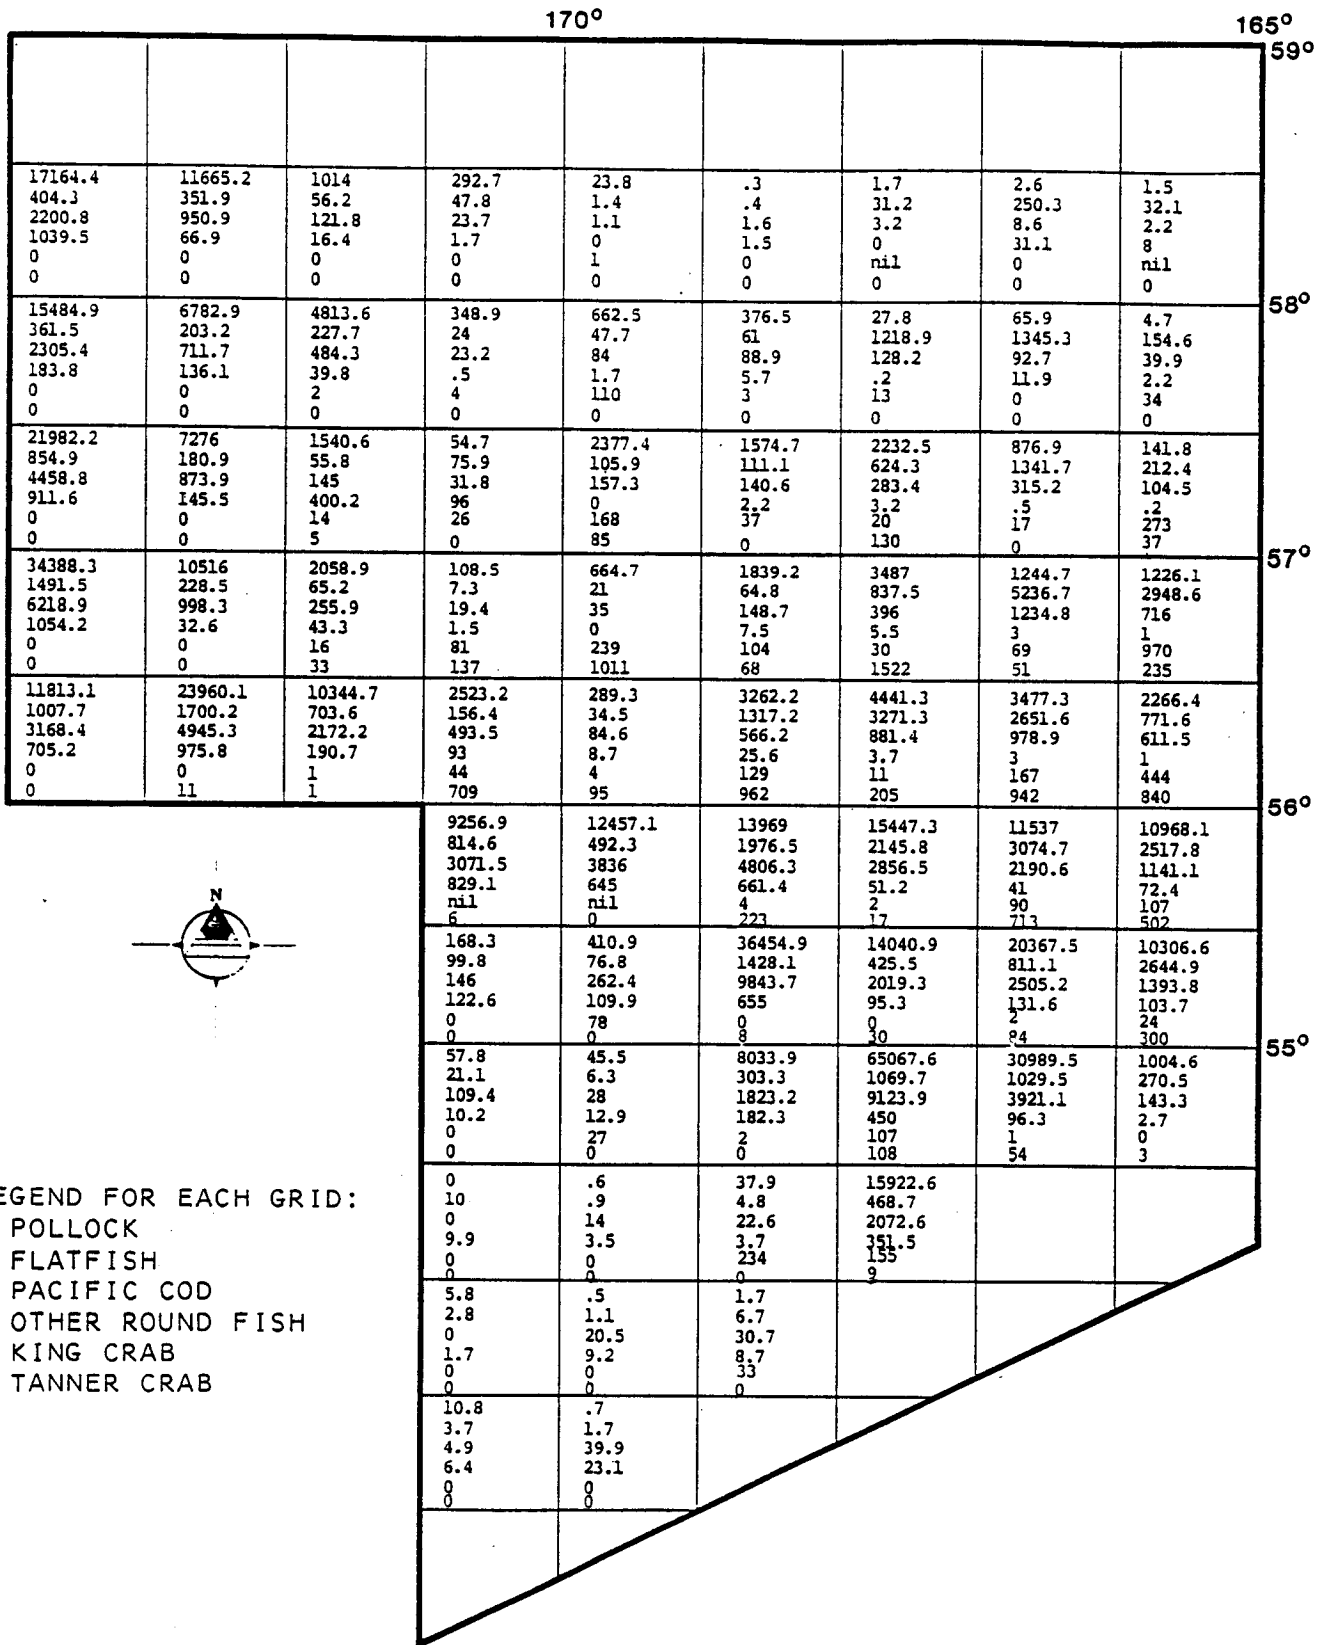 170° 165°
59°
17164.4 11665.2 1014 292.7 23.8 .3 1.7 2.6 1.5
404.3 351.9 56.2 47.8 1.4 .4 31.2 250.3 32.1
2200.8 950.9 121.8 23.7 1.1 1.6 3.2 8.6 2.2
1039.5 66.9 16.4 1.7 0 1.5 0 31.1 8
0 0 0 0 1 0 nil 0 nil
0 0 0 0 0 0 0 0 0
58°
15484.9 6782.9 4813.6 348.9 662.5 376.5 27.8 65.9 4.7
361.5 203.2 227.7 24 47.7 61 1218.9 1345.3 154.6
2305.4 711.7 484.3 23.2 84 88.9 128.2 92.7 39.9
183.8 136.1 39.8 .5 1.7 5.7 .2 11.9 2.2
0 0 2 4 110 3 13 0 34
0 0 0 0 0 0 0 0 0
21982.2 7276 1540.6 54.7 2377.4 1574.7 2232.5 876.9 141.8
854.9 180.9 55.8 75.9 105.9 111.1 624.3 1341.7 212.4
4458.8 873.9 145 31.8 157.3 140.6 283.4 315.2 104.5
911.6 145.5 400.2 96 0 2.2 3.2 .5 .2
0 0 14 26 168 37 20 17 273
0 0 5 0 85 0 130 0 37
57°
34388.3 10516 2058.9 108.5 664.7 1839.2 3487 1244.7 1226.1
1491.5 228.5 65.2 7.3 21 64.8 837.5 5236.7 2948.6
6218.9 998.3 255.9 19.4 35 148.7 396 1234.8 716
1054.2 32.6 43.3 1.5 0 7.5 5.5 3 1
0 0 16 81 239 104 30 69 970
0 0 33 137 1011 68 1522 51 235
11813.1 23960.1 10344.7 2523.2 289.3 3262.2 4441.3 3477.3 2266.4
1007.7 1700.2 703.6 156.4 34.5 1317.2 3271.3 2651.6 771.6
3168.4 4945.3 2172.2 493.5 84.6 566.2 881.4 978.9 611.5
705.2 975.8 190.7 93 8.7 25.6 3.7 3 1
0 0 1 44 4 129 11 167 444
0 11 1 709 95 962 205 942 840
56°
9256.9 12457.1 13969 15447.3 11537 10968.1
814.6 492.3 1976.5 2145.8 3074.7 2517.8
3071.5 3836 4806.3 2856.5 2190.6 1141.1
829.1 645 661.4 51.2 41 72.4
nil nil 4 2 90 107
6 0 223 17 713 502
N
168.3 410.9 36454.9 14040.9 20367.5 10306.6
99.8 76.8 1428.1 425.5 811.1 2644.9
146 262.4 9843.7 2019.3 2505.2 1393.8
122.6 109.9 655 95.3 131.6 103.7
0 78 0 0 2 24
0 0 8 30 84 300
55°
57.8 45.5 8033.9 65067.6 30989.5 1004.6
21.1 6.3 303.3 1069.7 1029.5 270.5
109.4 28 1823.2 9123.9 3921.1 143.3
10.2 12.9 182.3 450 96.3 2.7
0 27 2 107 1 0
0 0 0 108 54 3
0 .6 37.9 15922.6
10 .9 4.8 468.7
0 14 22.6 2072.6
9.9 3.5 3.7 351.5
0 0 234 155
0 0 0 9
EGEND FOR EACH GRID:
POLLOCK
FLATFISH
PACIFIC COD
OTHER ROUND FISH
KING CRAB
TANNER CRAB
5.8 .5 1.7
2.8 1.1 6.7
0 20.5 30.7
1.7 9.2 8.7
0 0 33
0 0 0
10.8 .7
3.7 1.7
4.9 39.9
6.4 23.1
0 0
0 0